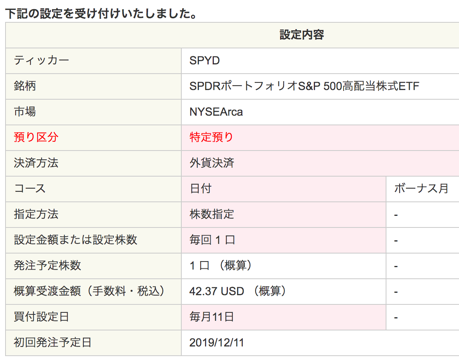 下記の設定を受け付けいたしました。
設定内容
ティッカー SPYD
銘柄 SPDRポートフォリオS&P 500高配当株式ETF
市場 NYSEArca
預り区分 特定預り
決済方法 外貨決済
コース 日付 ボーナス月
指定方法 株数指定 -
設定金額または設定株数 毎回 1 口 -
発注予定株数 1 口 （概算） -
概算受渡金額（手数料・税込） 42.37 USD （概算） -
買付設定日 毎月11日 -
初回発注予定日 2019/12/11